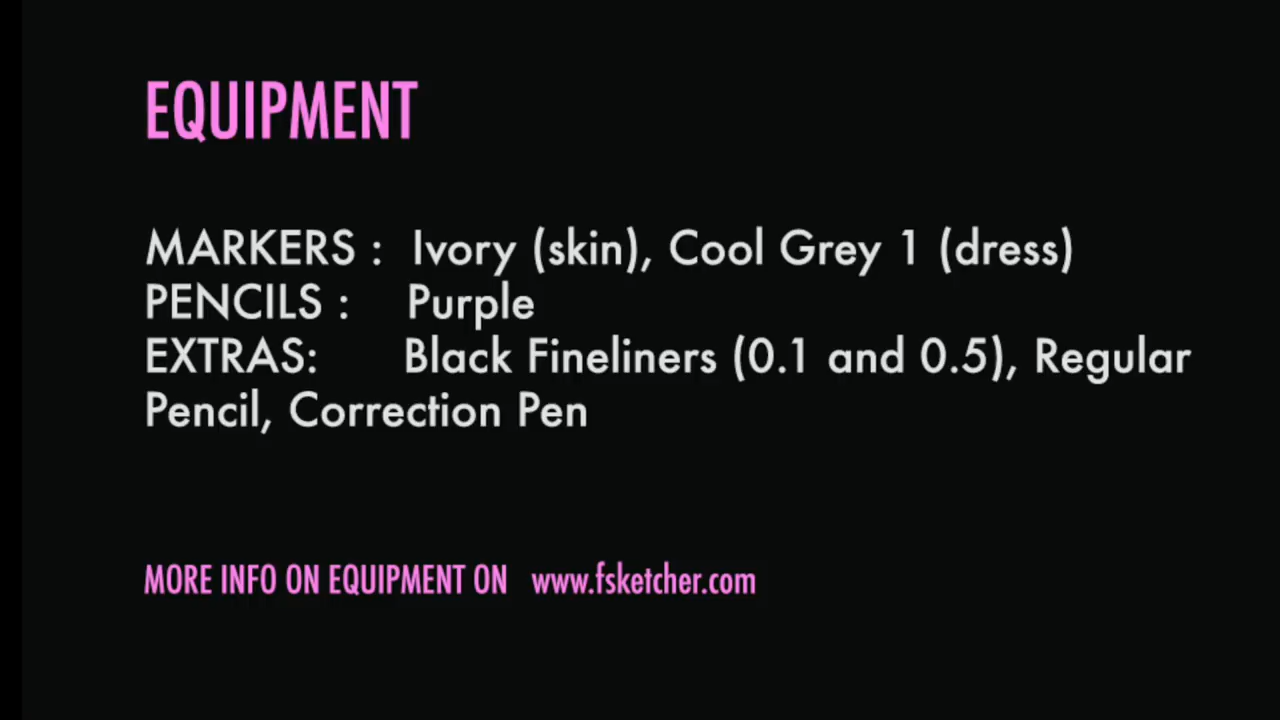 EQUIPMENT
MARKERS : Ivory (skin), Cool Grey 1 (dress)
PENCILS : Purple
EXTRAS: Black Fineliners (0.1 and 0.5), Regular
Pencil, Correction Pen
MORE INFO ON EQUIPMENT ON www.fsketcher.com